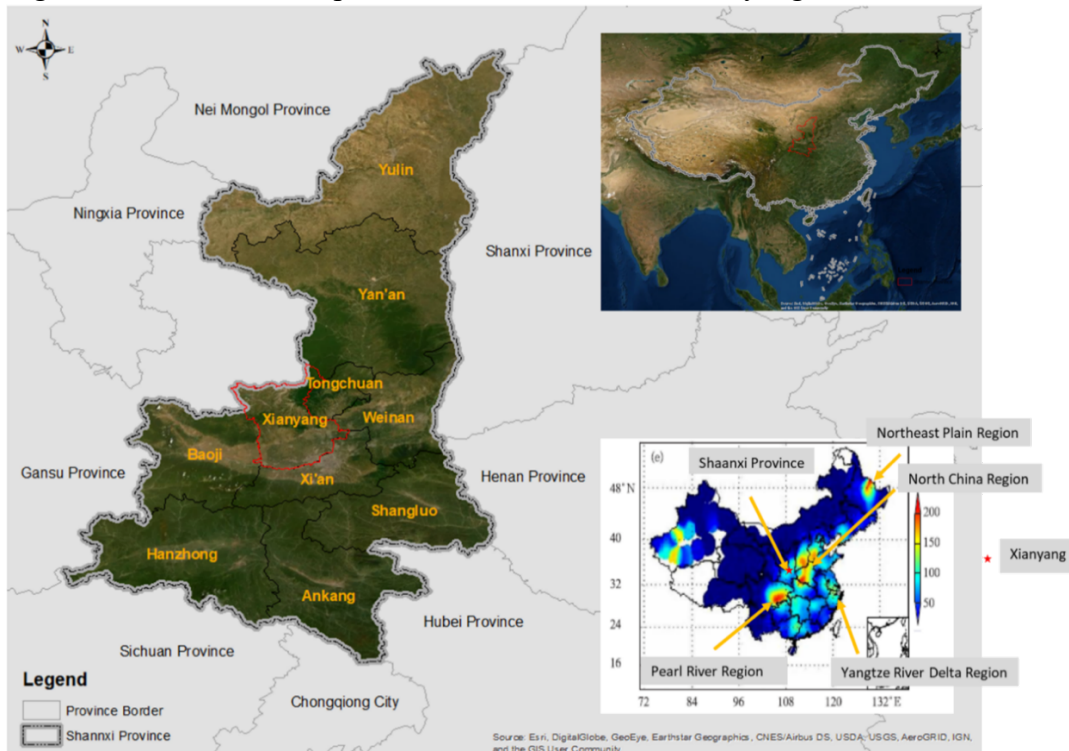 N
W E
S
Nei Mongol Province
Yulin
Ningxia Province
Shanxi Province
Yan'an
Tongchuan
Xianyang
Weinan
Baoji
Gansu Province
Xi'an
Henan Province
Shangluo
Hanzhong
Ankang
Hubei Province
Sichuan Province
Chongqiong City
Legend
Province Border
Shannxi Province
Northeast Plain Region
Shaanxi Province
(e)
North China Region
48°N
40
32
24
16
200
150
100
50
Xianyang
Pearl River Region
Yangtze River Delta Region
72 84 96 108 120 132°E
Source: Esri, DigitalGlobe, GeoEye, Earthstar Geographics, CNES/Airbus DS, USDA, USGS, AeroGRID, IGN,
and the GIS User Community